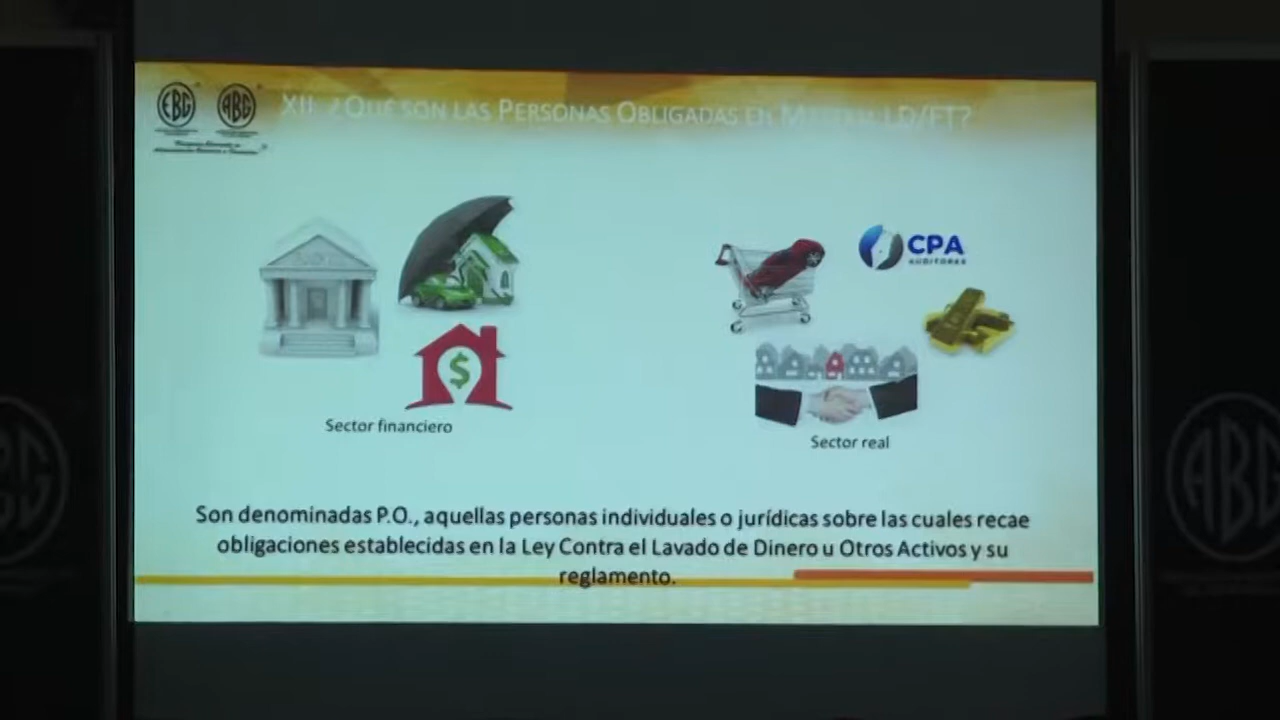 EBG ABG
XII. ¿QUÉ SON LAS PERSONAS OBLIGADAS EN MATERIA LD/FT?
CPA
AUDITORES
$
Sector financiero
Sector real
Son denominadas P.O., aquellas personas individuales o jurídicas sobre las cuales recae
obligaciones establecidas en la Ley Contra el Lavado de Dinero u Otros Activos y su
reglamento.
ABG